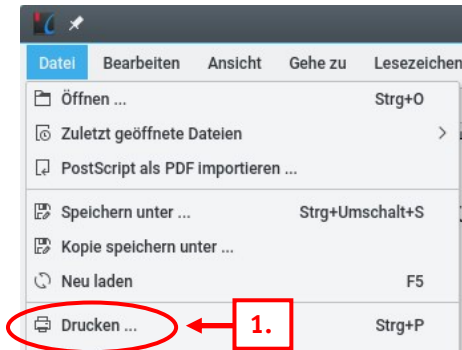 Datei Bearbeiten Ansicht Gehe zu Lesezeichen
Öffnen ... Strg+O
Zuletzt geöffnete Dateien
PostScript als PDF importieren ...
Speichern unter ... Strg+Umschalt+S
Kopie speichern unter ...
Neu laden F5
Drucken ... 1. Strg+P